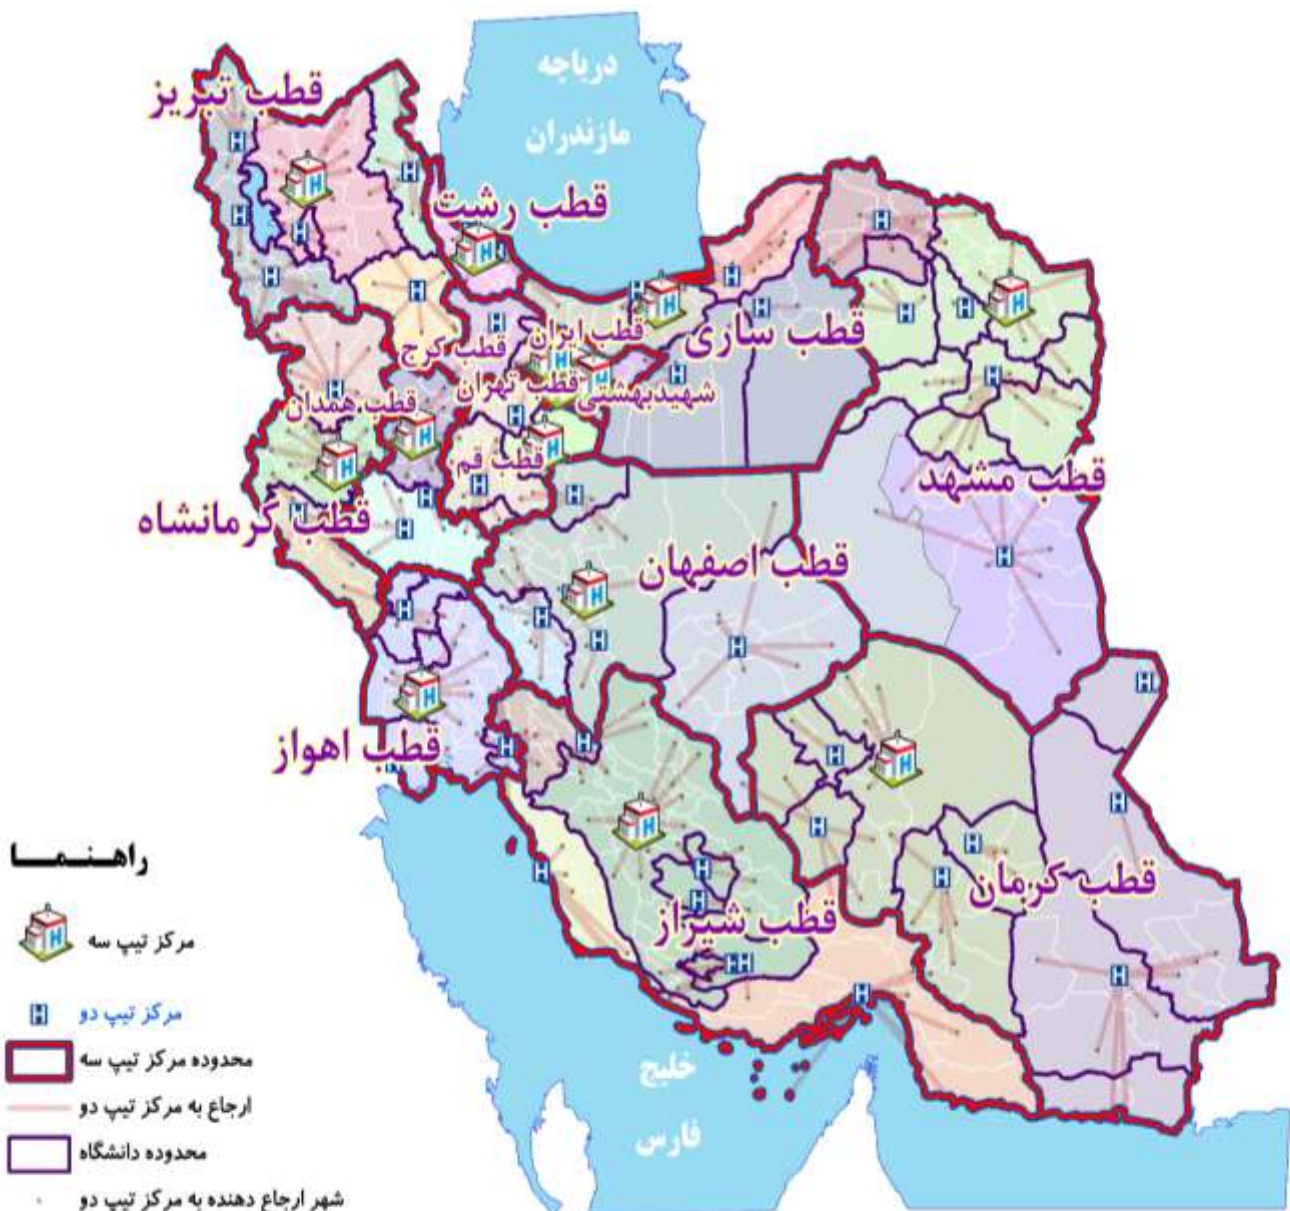 دریاچه
مازندران
قطب تبریز
قطب رشت
قطب ساری
قطب ایران
قطب کرج
قطب تهران
شهیدبهشتی
قطب همدان
قطب قم
قطب مشهد
قطب کرمانشاه
قطب اصفهان
قطب اهواز
قطب کرمان
قطب شیراز
خلیج
فارس
راهـنـمـا
مرکز تیپ سه
مرکز تیپ دو
محدوده مرکز تیپ سه
ارجاع به مرکز تیپ دو
محدوده دانشگاه
شهر ارجاع دهنده به مرکز تیپ دو